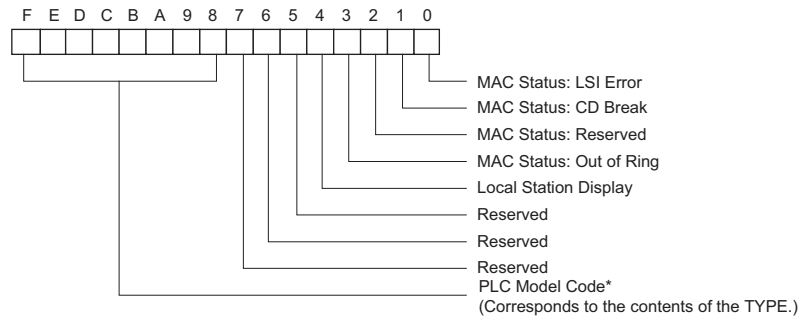 F E D C B A 9 8 7 6 5 4 3 2 1 0
MAC Status: LSI Error
MAC Status: CD Break
MAC Status: Reserved
MAC Status: Out of Ring
Local Station Display
Reserved
Reserved
Reserved
PLC Model Code*
(Corresponds to the contents of the TYPE.)